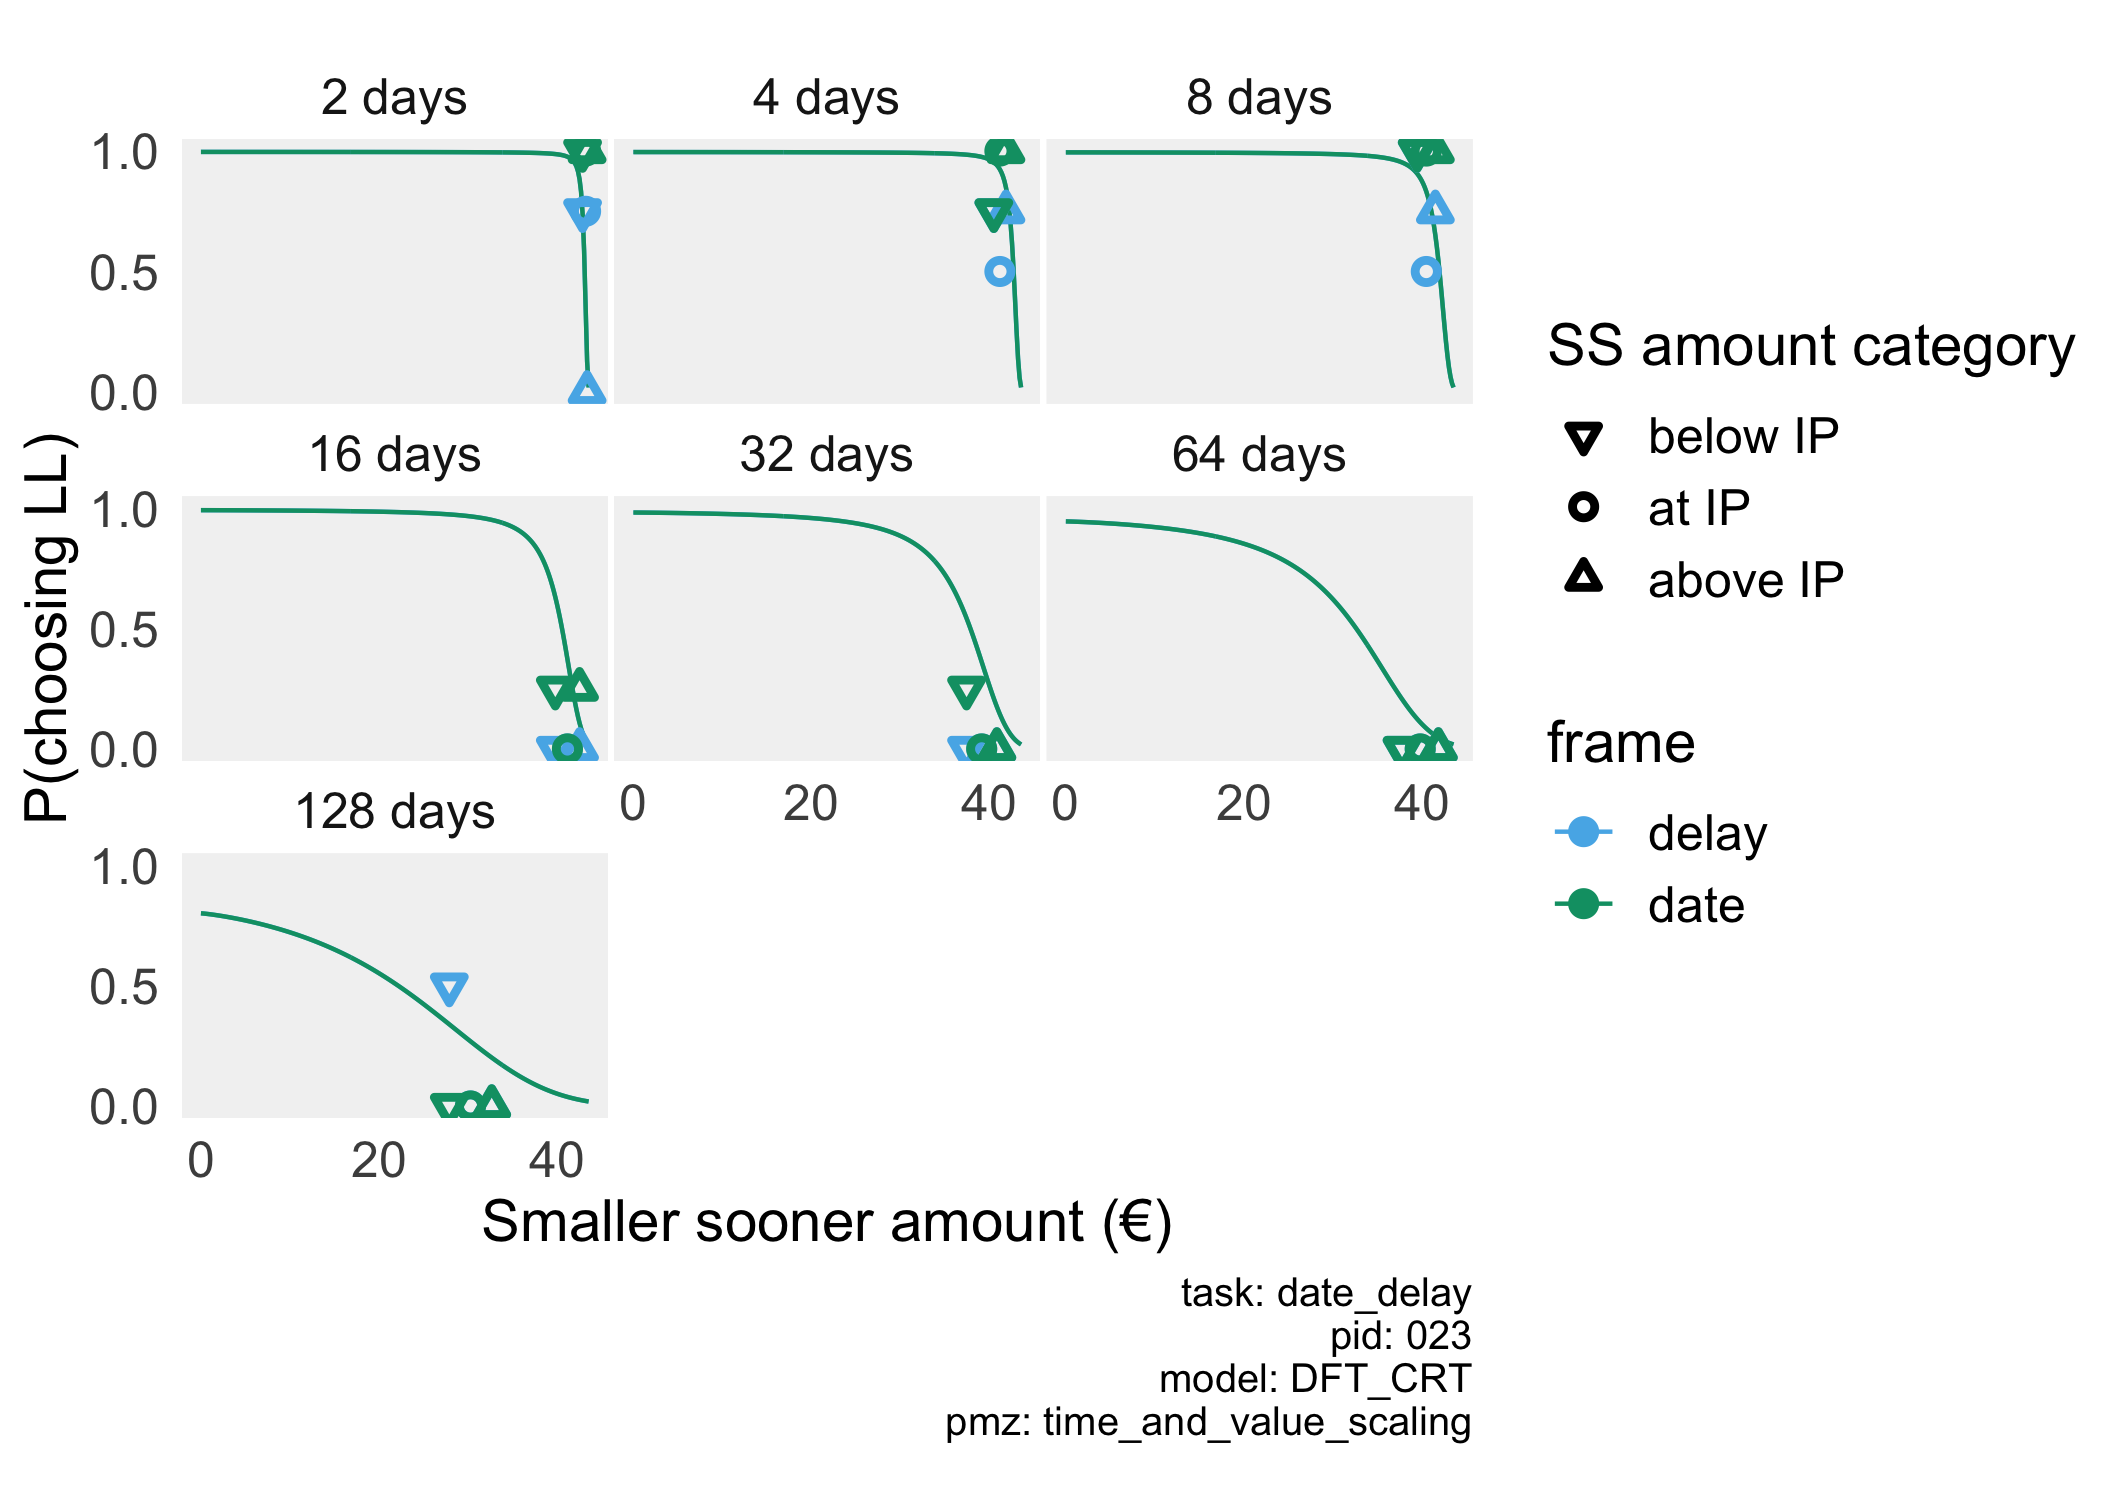 2 days
4 days
8 days
1.0
0.5
0.0
16 days
32 days
64 days
1.0
0.5
0.0
0
20
40
0
20
40
128 days
1.0
0.5
0.0
0
20
40
P(choosing LL)
Smaller sooner amount (€)
SS amount category
below IP
at IP
above IP
frame
delay
date
task: date_delay
pid: 023
model: DFT_CRT
pmz: time_and_value_scaling